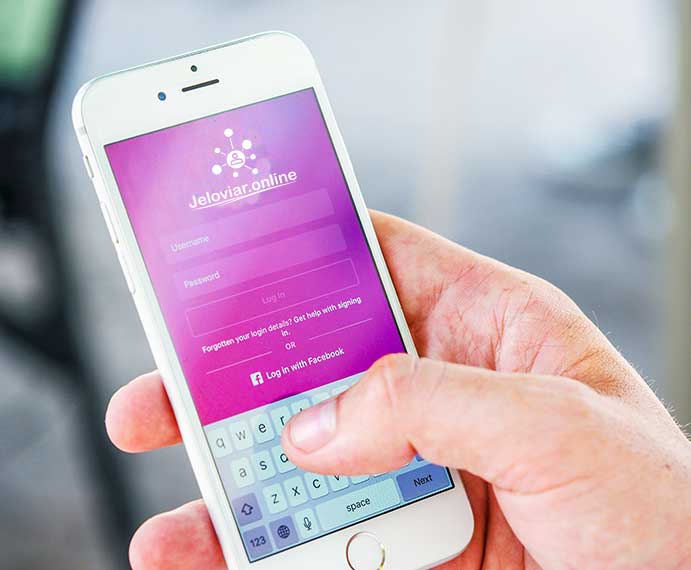 Jeloviar.online
Username
Password
Log In
Forgotten your login details? Get help with signing
in.
OR
Log in with Facebook
q w e r
a s
z x c v b n
123 space Next